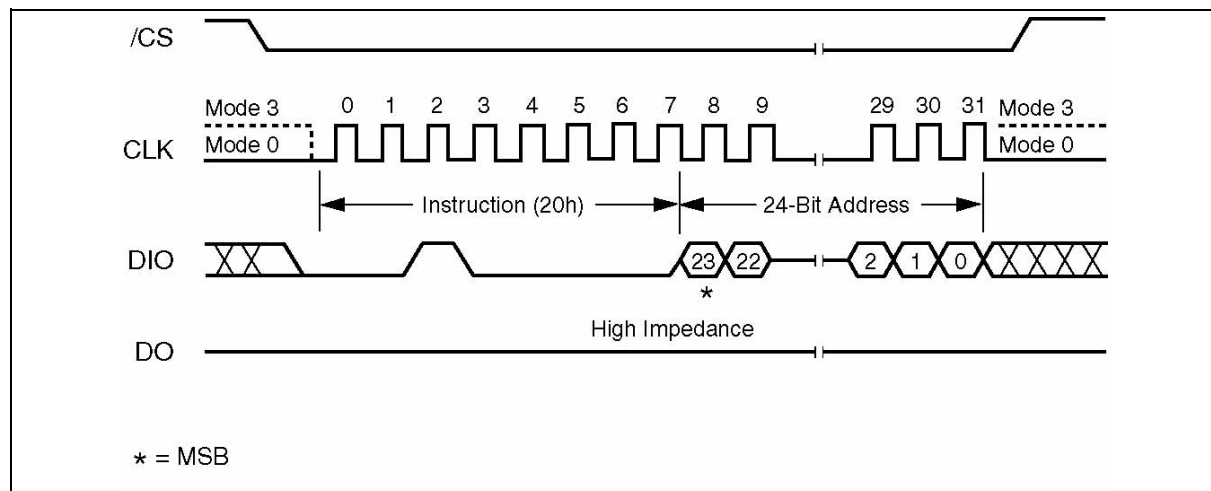 /CS
Mode 3
0 1 2 3 4 5 6 7 8 9 29 30 31
Mode 3
CLK
Mode 0
Mode 0
Instruction (20h)
24-Bit Address
DIO
23 22 2 1 0
*
High Impedance
DO
* = MSB